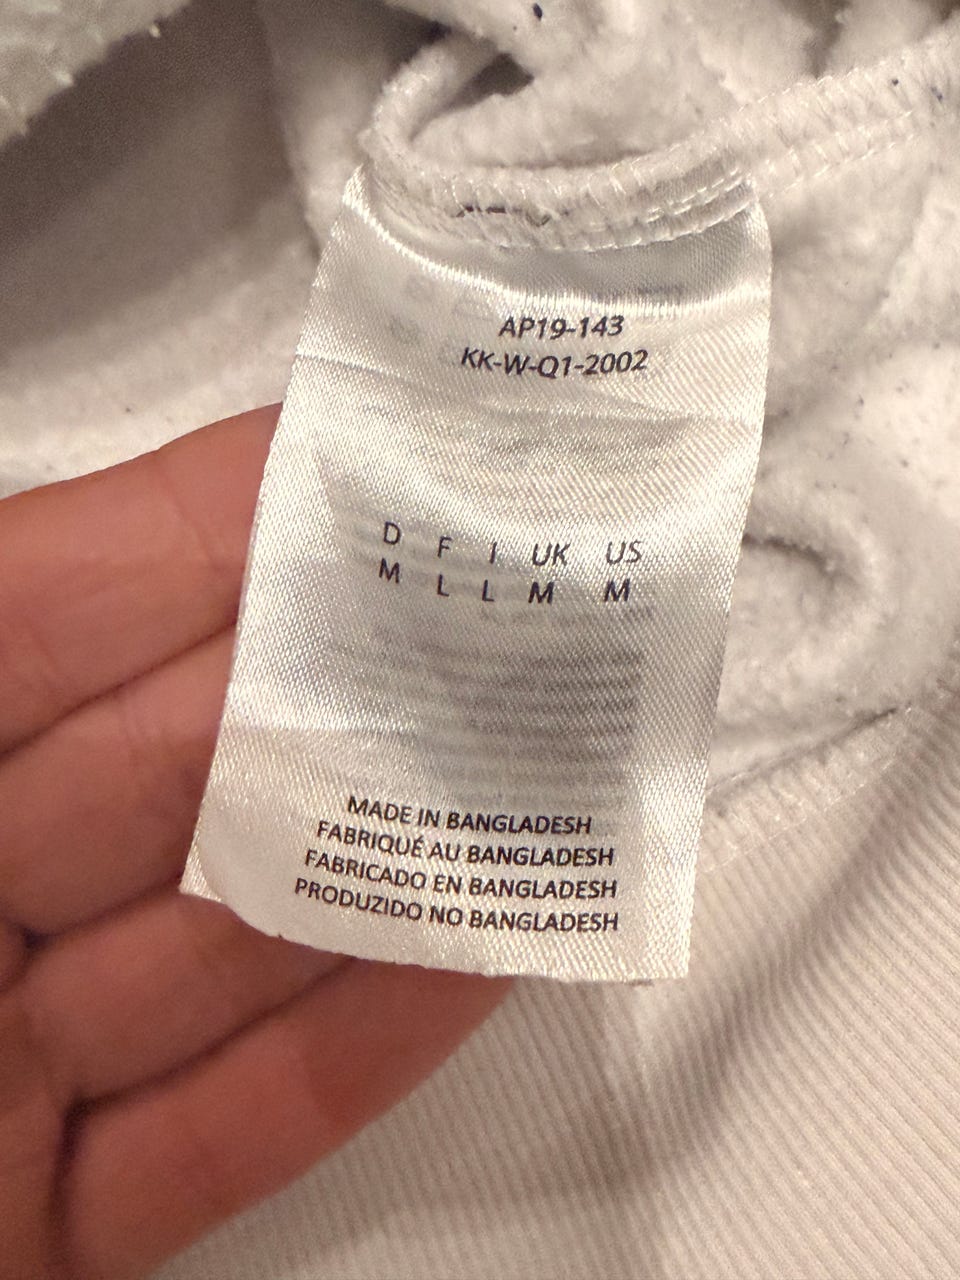 AP19-143
KK-W-Q1-2002
D F I UK US
M L L M M
MADE IN BANGLADESH
FABRIQUÉ AU BANGLADESH
FABRICADO EN BANGLADESH
PRODUZIDO NO BANGLADESH